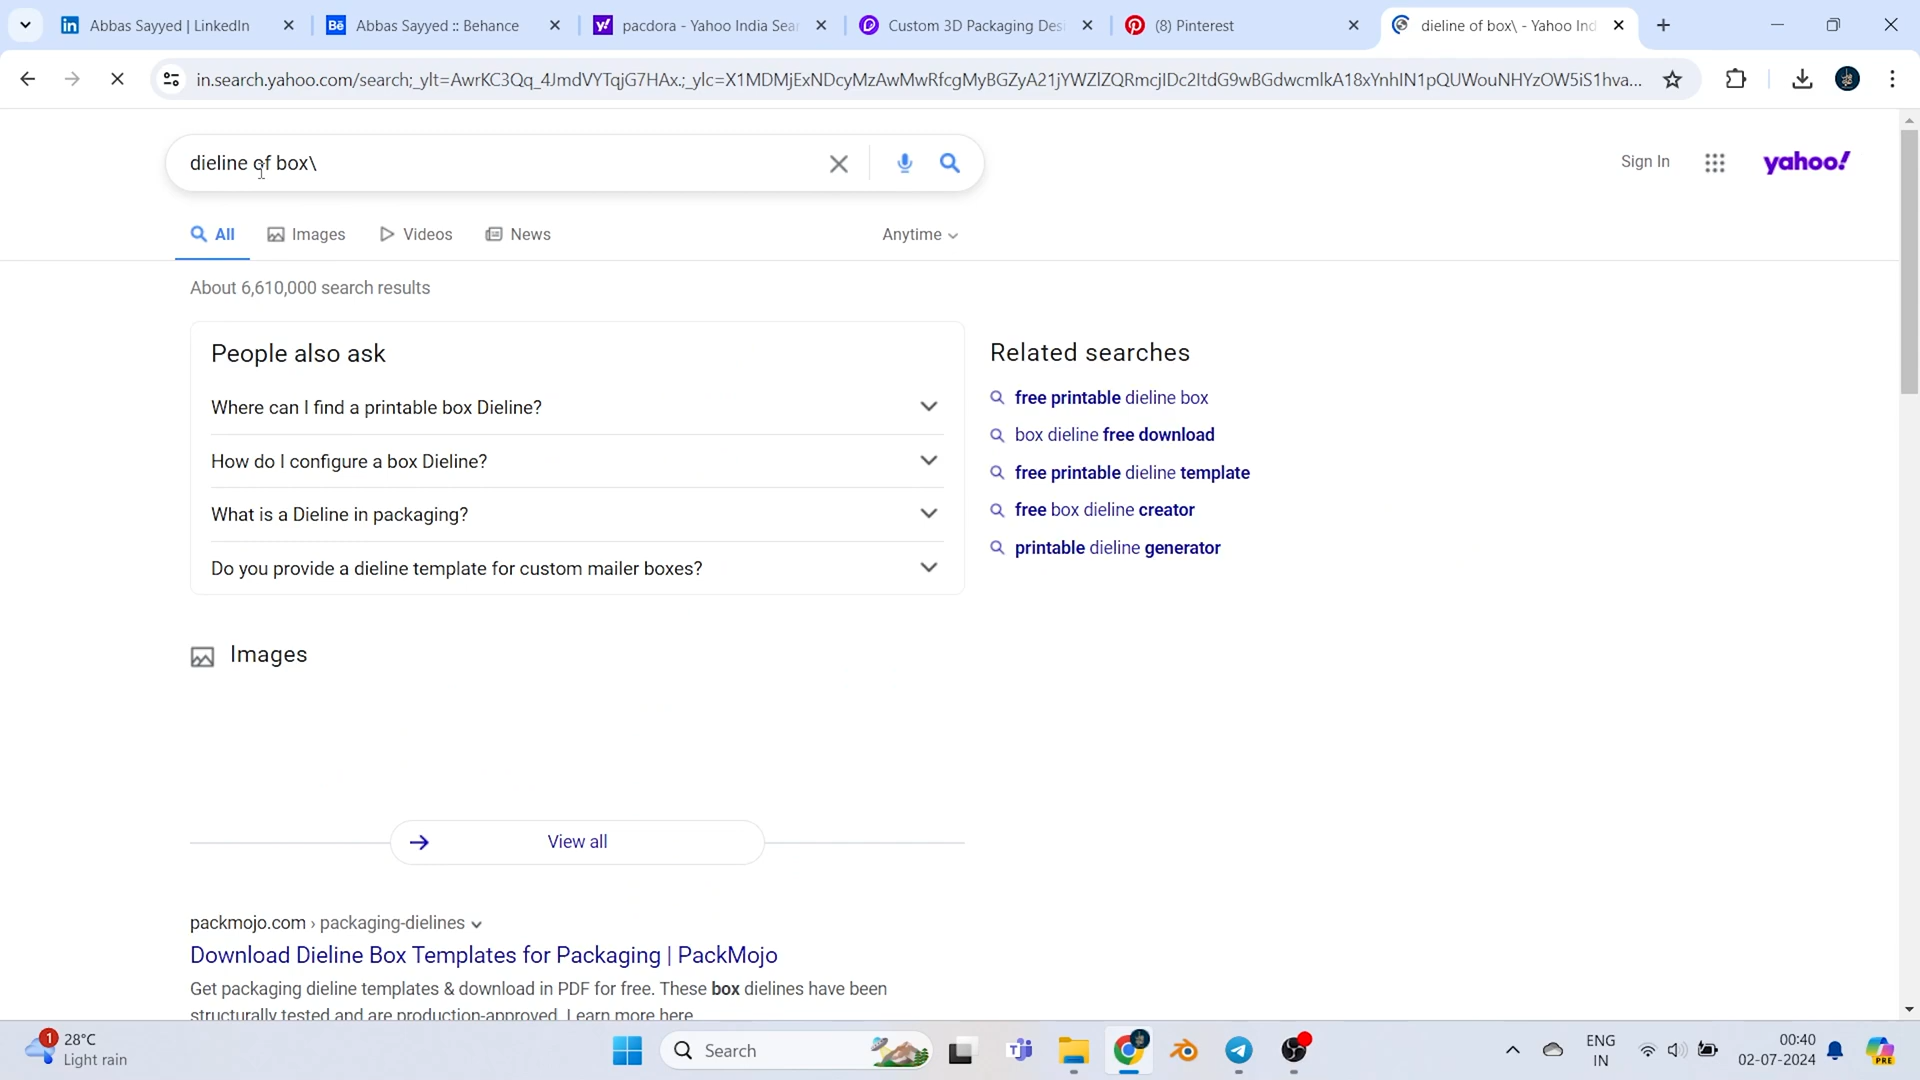 Abbas Sayyed | LinkedIn
Abbas Sayyed :: Behance
pacdora - Yahoo India Sear
Custom 3D Packaging Desi
(8) Pinterest
dieline of box\ - Yahoo Ind
in.search.yahoo.com/search;_ylt=AwrKC3Qq_4JmdVYTqjG7HAx.;_ylc=X1MDMjExNDcyMzAwMwRfcgMyBGZyA21jYWZlZQRmcjIDc2ItdG9wBGdwcmlkA18xYnhIN1pQUWouNHYzOW5iS1hva...
dieline of box\
Sign In
yahoo!
All
Images
Videos
News
Anytime
About 6,610,000 search results
People also ask
Where can I find a printable box Dieline?
How do I configure a box Dieline?
What is a Dieline in packaging?
Do you provide a dieline template for custom mailer boxes?
Related searches
free printable dieline box
box dieline free download
free printable dieline template
free box dieline creator
printable dieline generator
Images
View all
packmojo.com › packaging-dielines
Download Dieline Box Templates for Packaging | PackMojo
Get packaging dieline templates & download in PDF for free. These box dielines have been
structurally tested and are production-approved. Learn more here
1
28°C
Light rain
Search
ENG
IN
00:40
02-07-2024
PRE